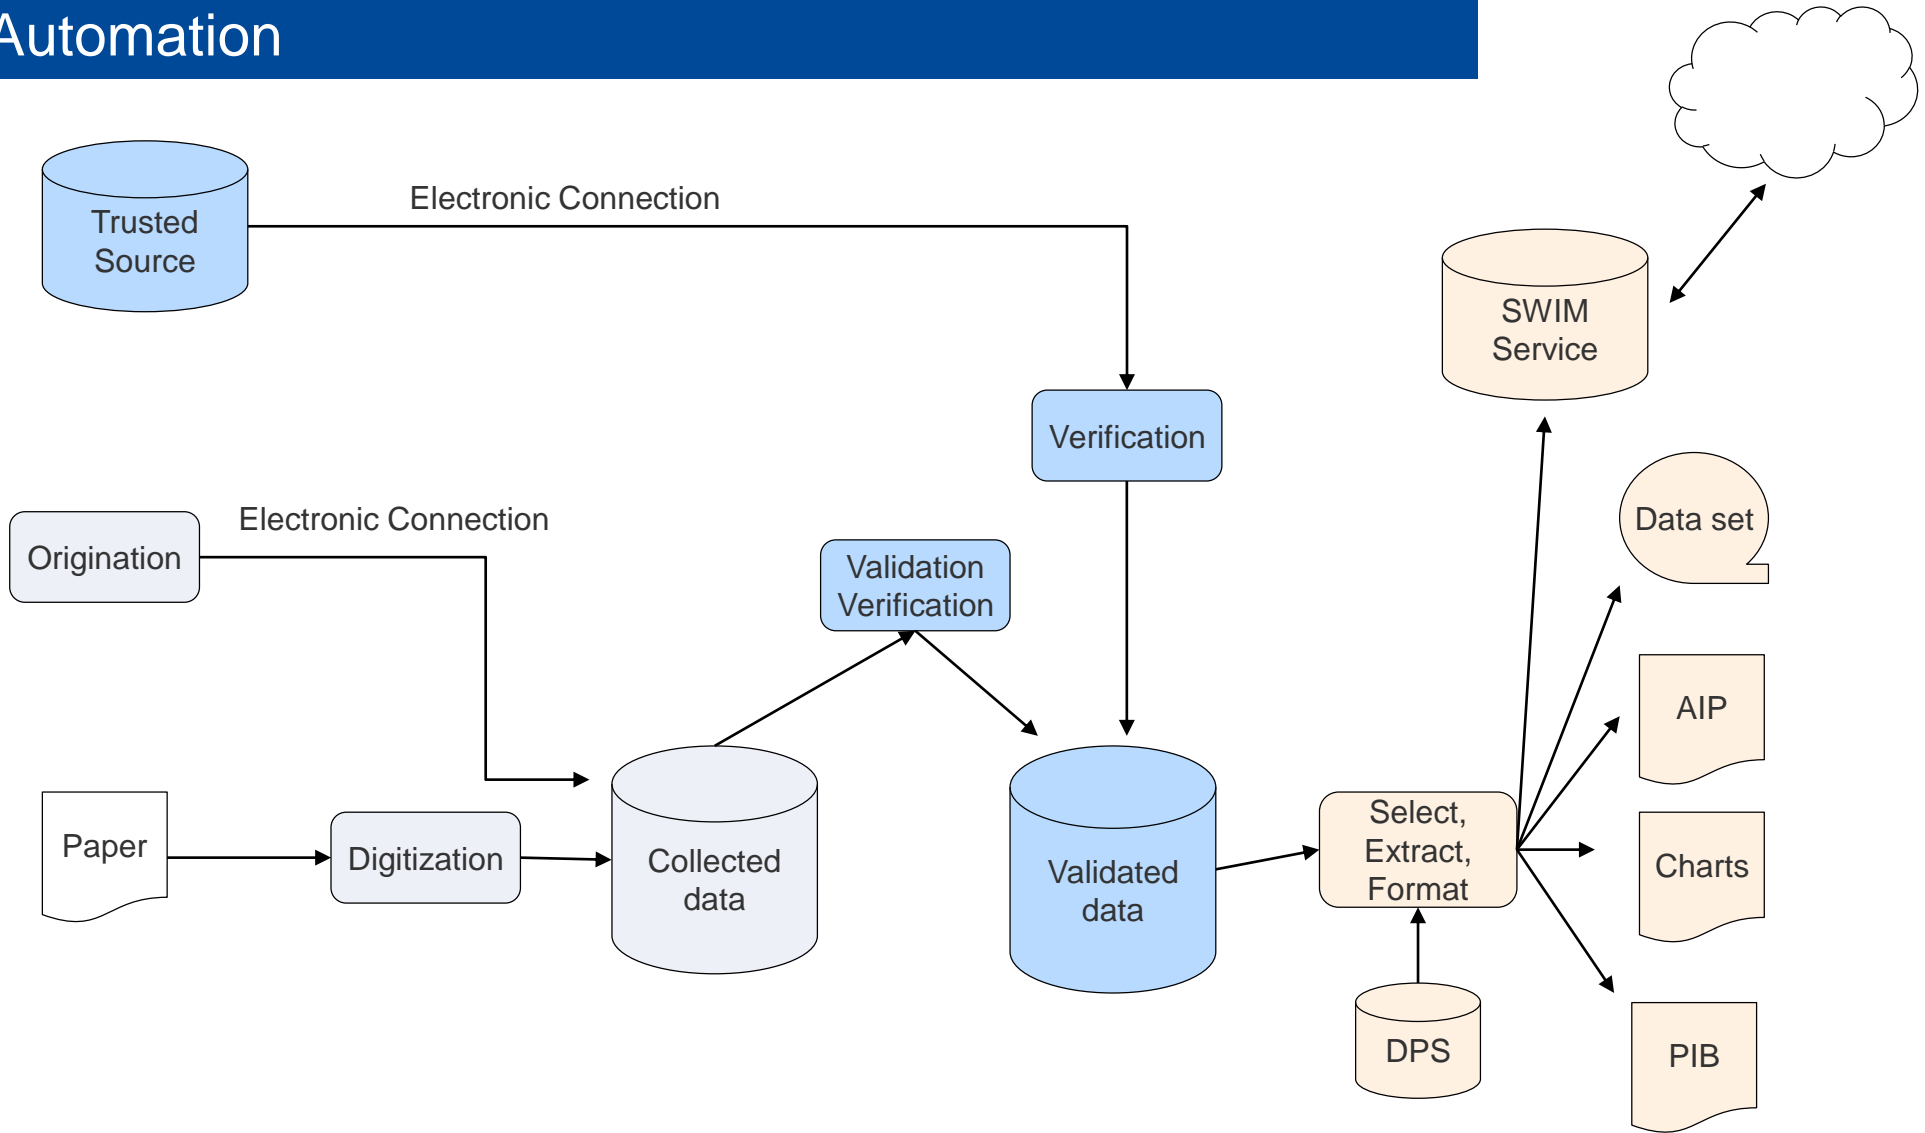 Automation
Electronic Connection
Trusted
Source
SWIM
Service
Verification
Data set
Electronic Connection
Origination
Validation
Verification
AIP
Select,
Extract,
Format
Paper
Digitization
Collected
data
Validated
data
Charts
DPS
PIB